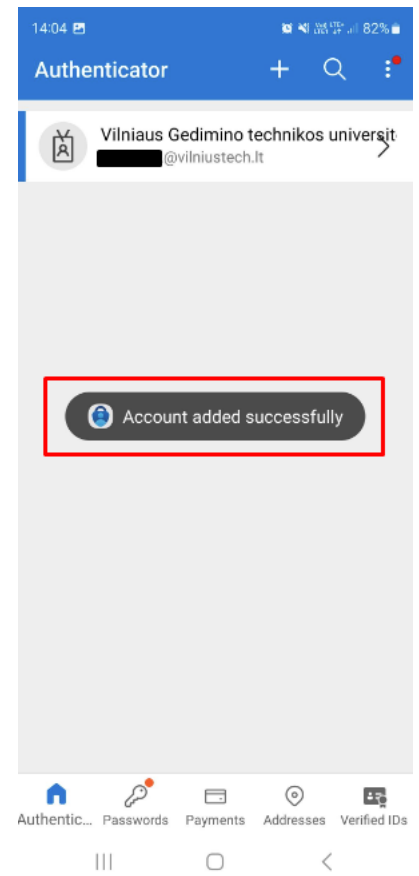 14:04 82%
Authenticator
Vilniaus Gedimino technikos universit
@vilniustech.lt
Account added successfully
Authentic... Passwords Payments Addresses Verified IDs